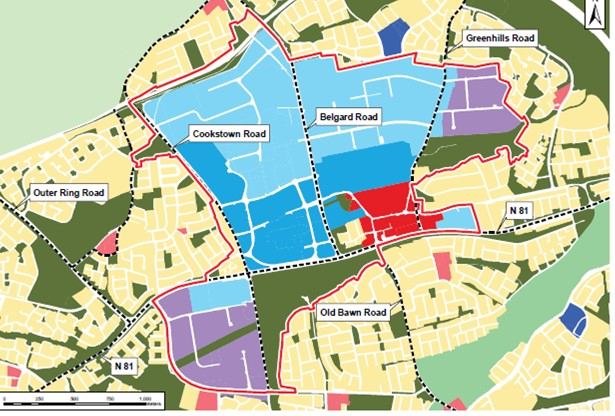 N
Greenhills Road
Belgard Road
Cookstown Road
Outer Ring Road
N 81
Old Bawn Road
N 81
0 250 500 750 1,000